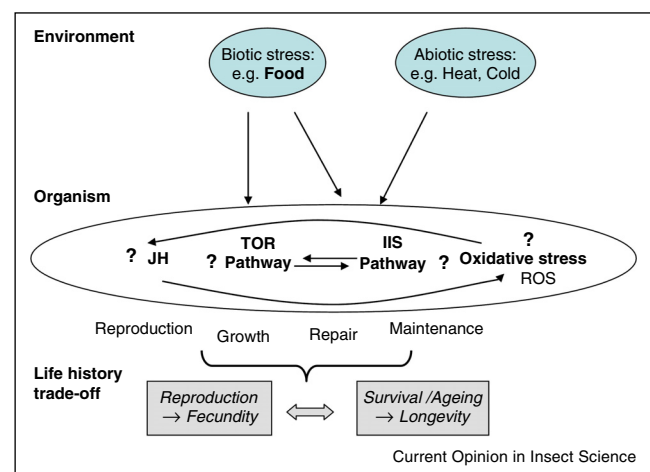 Environment
Biotic stress:
e.g. Food
Abiotic stress:
e.g. Heat, Cold
Organism
? JH
? TOR
Pathway
IIS
Pathway
?
?
Oxidative stress
ROS
Reproduction
Growth
Repair
Maintenance
Life history
trade-off
Reproduction
→ Fecundity
Survival /Ageing
→ Longevity
Current Opinion in Insect Science